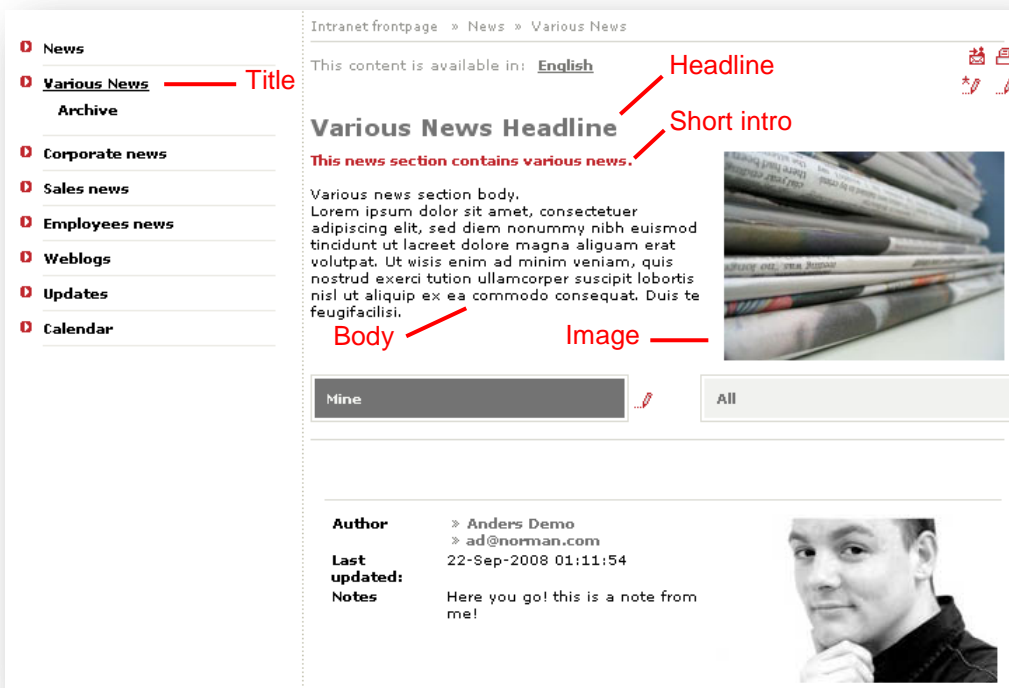 Intranet frontpage » News » Various News
News
Various News
Title
Archive
Corporate news
Sales news
Employees news
Weblogs
Updates
Calendar
This content is available in: English
Headline
Various News Headline
Short intro
This news section contains various news.
Various news section body.
Lorem ipsum dolor sit amet, consectetuer
adipiscing elit, sed diem nonummy nibh euismod
tincidunt ut lacreet dolore magna aliguam erat
volutpat. Ut wisis enim ad minim veniam, quis
nostrud exerci tution ullamcorper suscipit lobortis
nisl ut aliquip ex ea commodo consequat. Duis te
feugifacilisi.
Body
Image
Mine
All
Author
» Anders Demo
» ad@norman.com
Last
updated:
22-Sep-2008 01:11:54
Notes
Here you go! this is a note from
me!